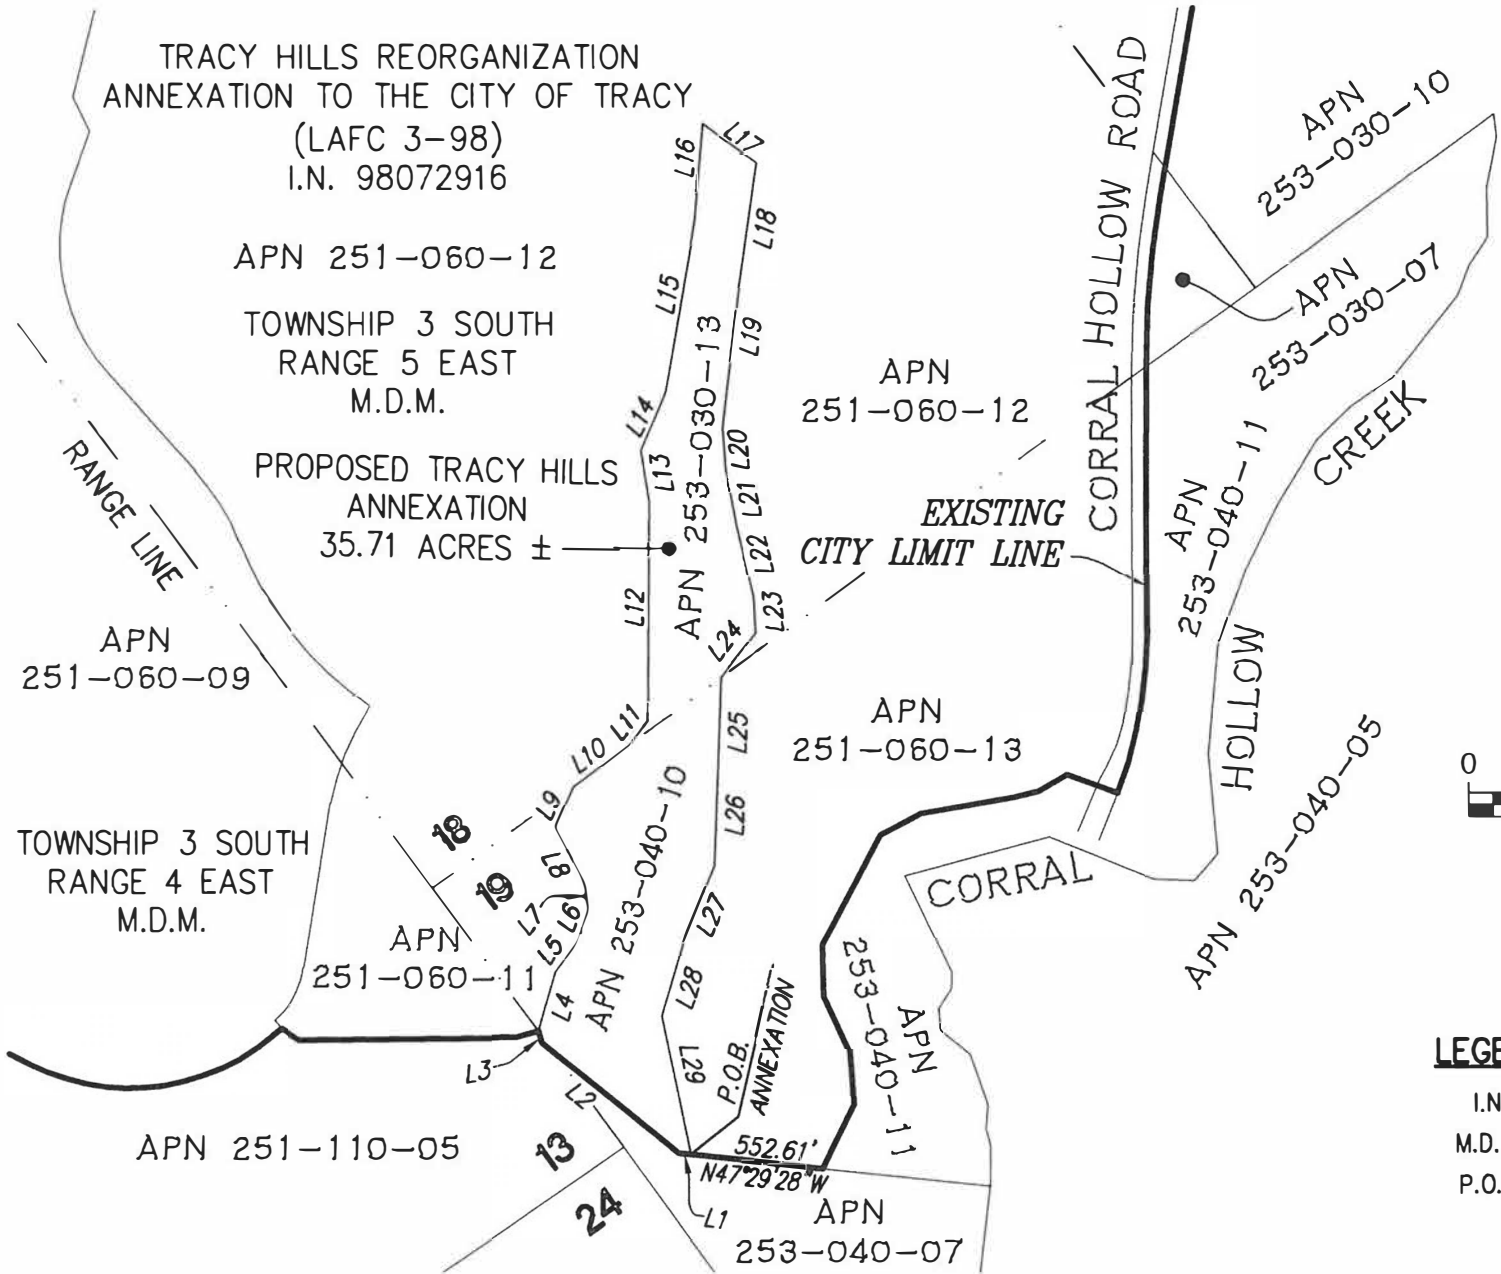 TRACY HILLS REORGANIZATION
ANNEXATION TO THE CITY OF TRACY
(LAFC 3-98)
I.N. 98072916
APN 251-060-12
TOWNSHIP 3 SOUTH
RANGE 5 EAST
M.D.M.
PROPOSED TRACY HILLS
ANNEXATION
35.71 ACRES ±
RANGE LINE
APN
251-060-09
TOWNSHIP 3 SOUTH
RANGE 4 EAST
M.D.M.
APN
251-060-11
APN 251-110-05
18
19
13
24
L1
L2
L3
L4
L5
L6
L7
L8
L9
L10
L11
L12
L13
L14
L15
L16
L17
L18
L19
L20
L21
L22
L23
L24
L25
L26
L27
L28
L29
APN 253-030-13
APN 253-040-10
P.O.B.
ANNEXATION
552.61'
N47°29'28"W
APN
253-040-07
APN
251-060-12
EXISTING
CITY LIMIT LINE
APN
251-060-13
CORRAL HOLLOW ROAD
APN
253-030-10
APN
253-030-07
APN
253-040-11
CORRAL
HOLLOW
CREEK
APN
253-040-11
APN 253-040-05
0
LEGE
I.N
M.D.
P.O.